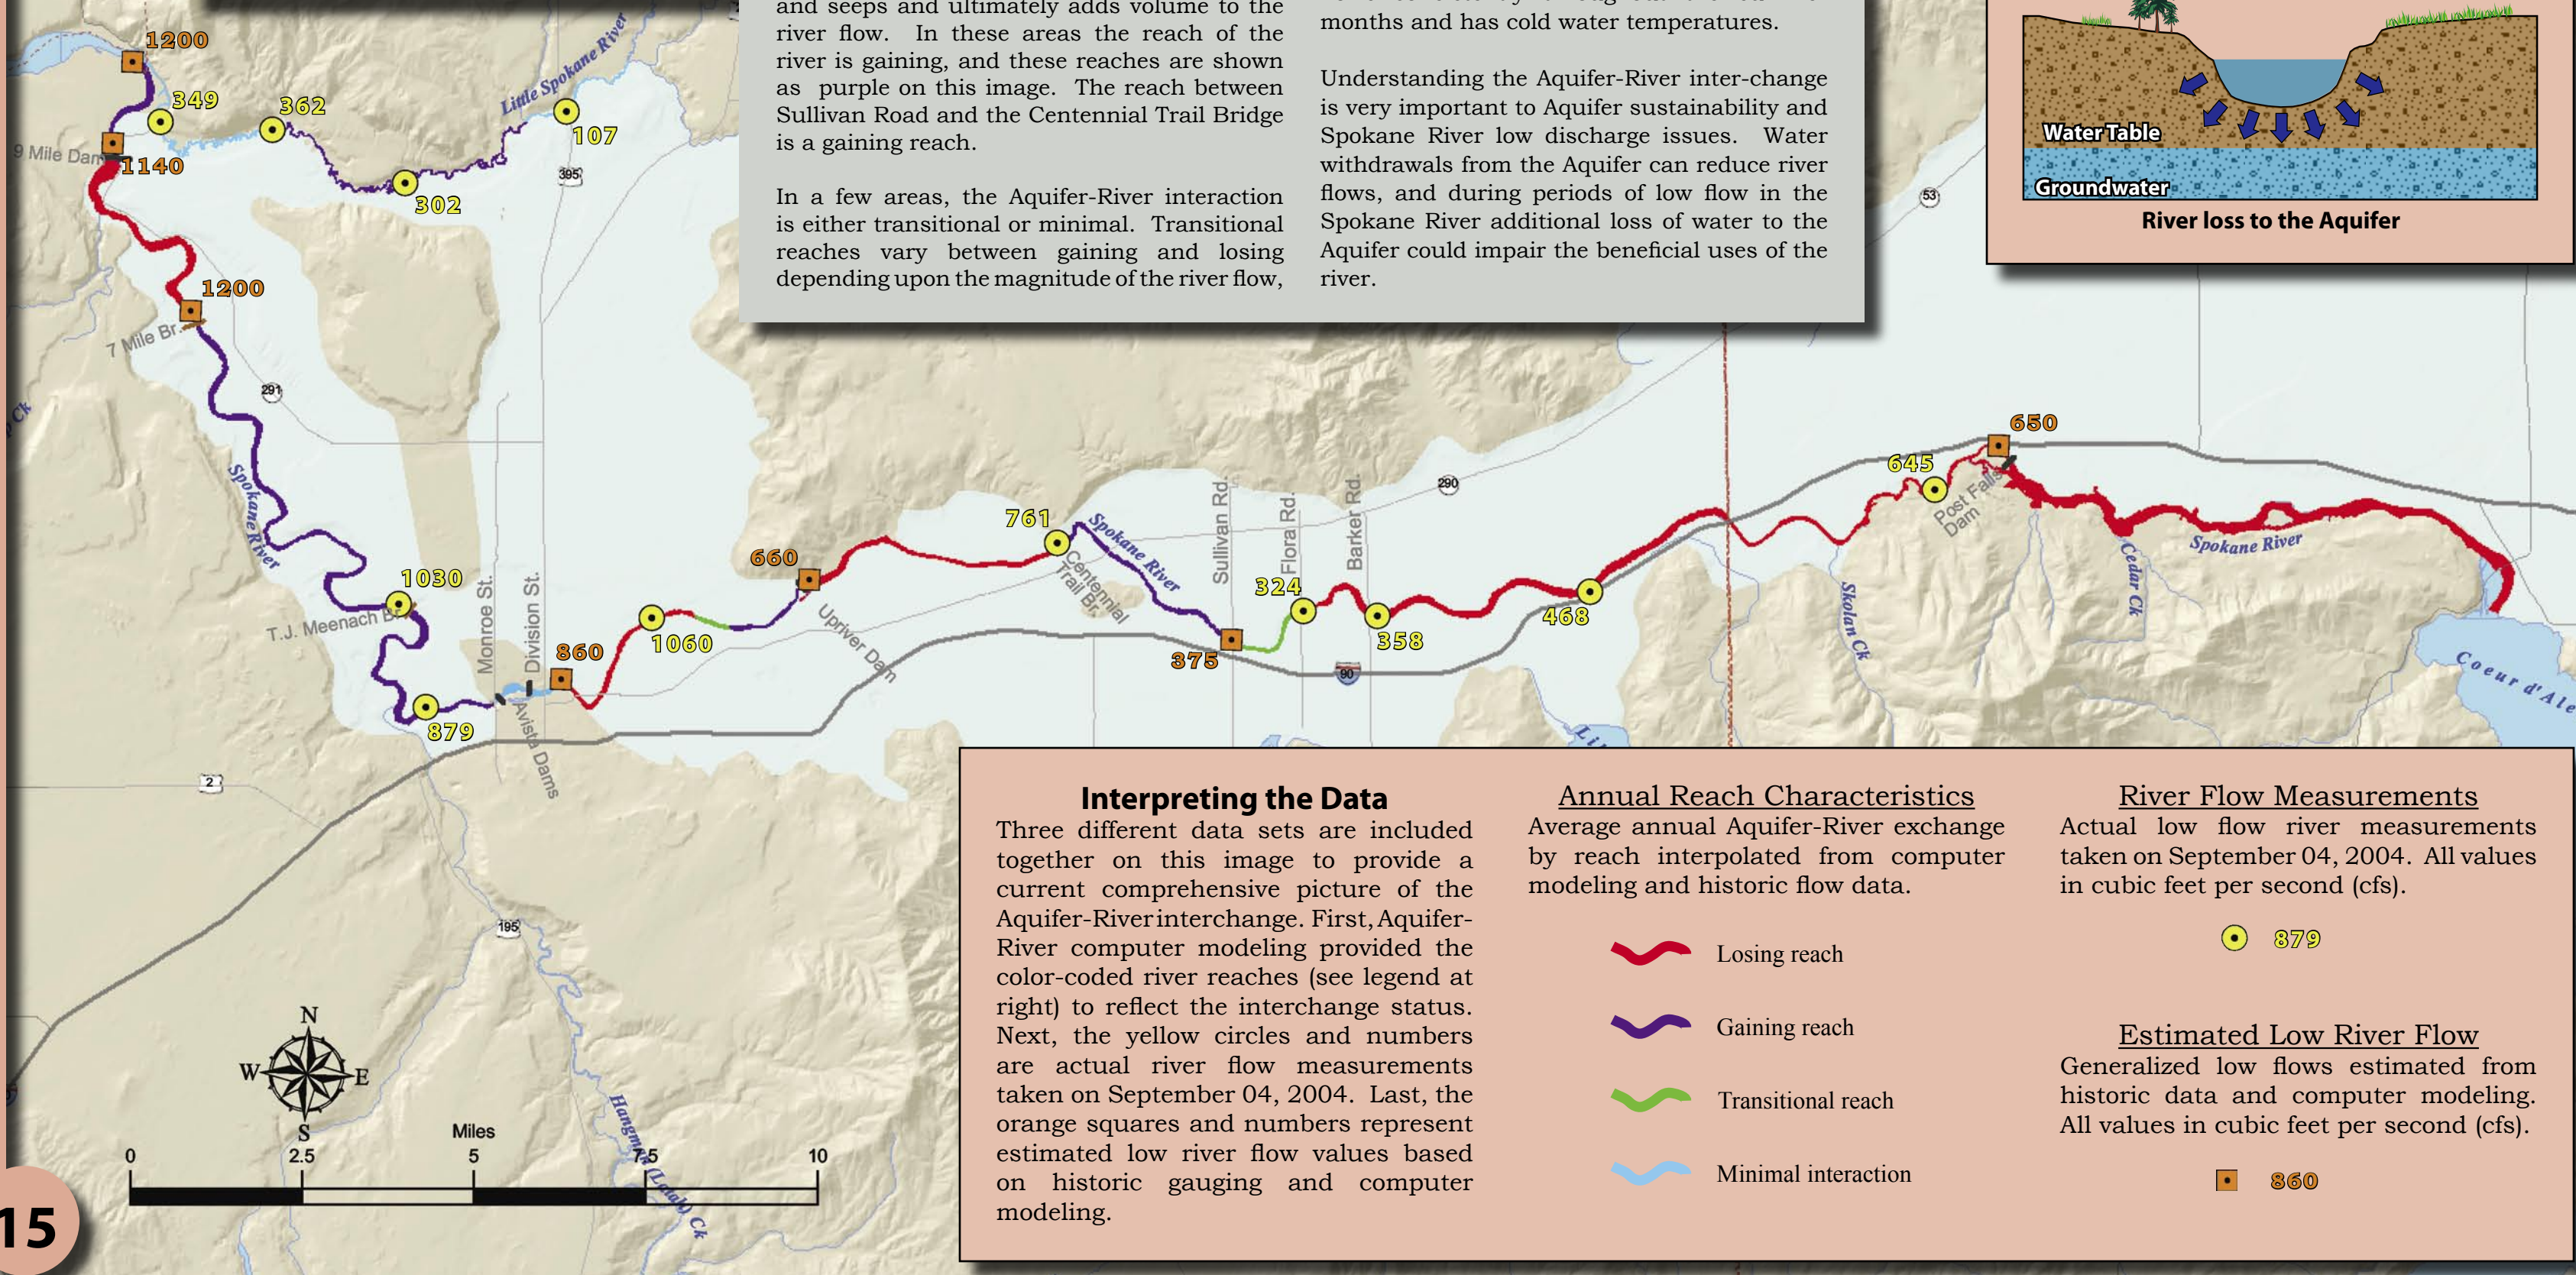 and seeps and ultimately adds volume to the
river flow. In these areas the reach of the
river is gaining, and these reaches are shown
as purple on this image. The reach between
Sullivan Road and the Centennial Trail Bridge
is a gaining reach.
In a few areas, the Aquifer-River interaction
is either transitional or minimal. Transitional
reaches vary between gaining and losing
depending upon the magnitude of the river flow,
months and has cold water temperatures.
Understanding the Aquifer-River inter-change
is very important to Aquifer sustainability and
Spokane River low discharge issues. Water
withdrawals from the Aquifer can reduce river
flows, and during periods of low flow in the
Spokane River additional loss of water to the
Aquifer could impair the beneficial uses of the
river.
Water Table
Groundwater
River loss to the Aquifer
1200
349
362
Little Spokane River
107
9 Mile Dam
1140
302
395
53
1200
7 Mile Br.
291
Ck
Spokane River
1030
T.J. Meenach Br.
Monroe St.
Division St.
860
879
Avista Dams
1060
660
Upriver Dam
761
Centennial
Trail Br.
Spokane River
Sullivan Rd.
Flora Rd.
Barker Rd.
290
324
375
358
468
90
645
650
Post Falls
Dam
Skolan Ck
Cedar Ck
Spokane River
Coeur d'Ale
2
195
Hangman (Latah) Ck
N
W
E
S
Miles
0
2.5
5
7.5
10
15
Interpreting the Data
Three different data sets are included
together on this image to provide a
current comprehensive picture of the
Aquifer-River interchange. First, Aquifer-
River computer modeling provided the
color-coded river reaches (see legend at
right) to reflect the interchange status.
Next, the yellow circles and numbers
are actual river flow measurements
taken on September 04, 2004. Last, the
orange squares and numbers represent
estimated low river flow values based
on historic gauging and computer
modeling.
Annual Reach Characteristics
Average annual Aquifer-River exchange
by reach interpolated from computer
modeling and historic flow data.
Losing reach
Gaining reach
Transitional reach
Minimal interaction
River Flow Measurements
Actual low flow river measurements
taken on September 04, 2004. All values
in cubic feet per second (cfs).
879
Estimated Low River Flow
Generalized low flows estimated from
historic data and computer modeling.
All values in cubic feet per second (cfs).
860